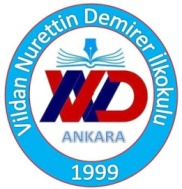 Vildan Nurettin Demirer İlkokulu
VND
ANKARA
1999